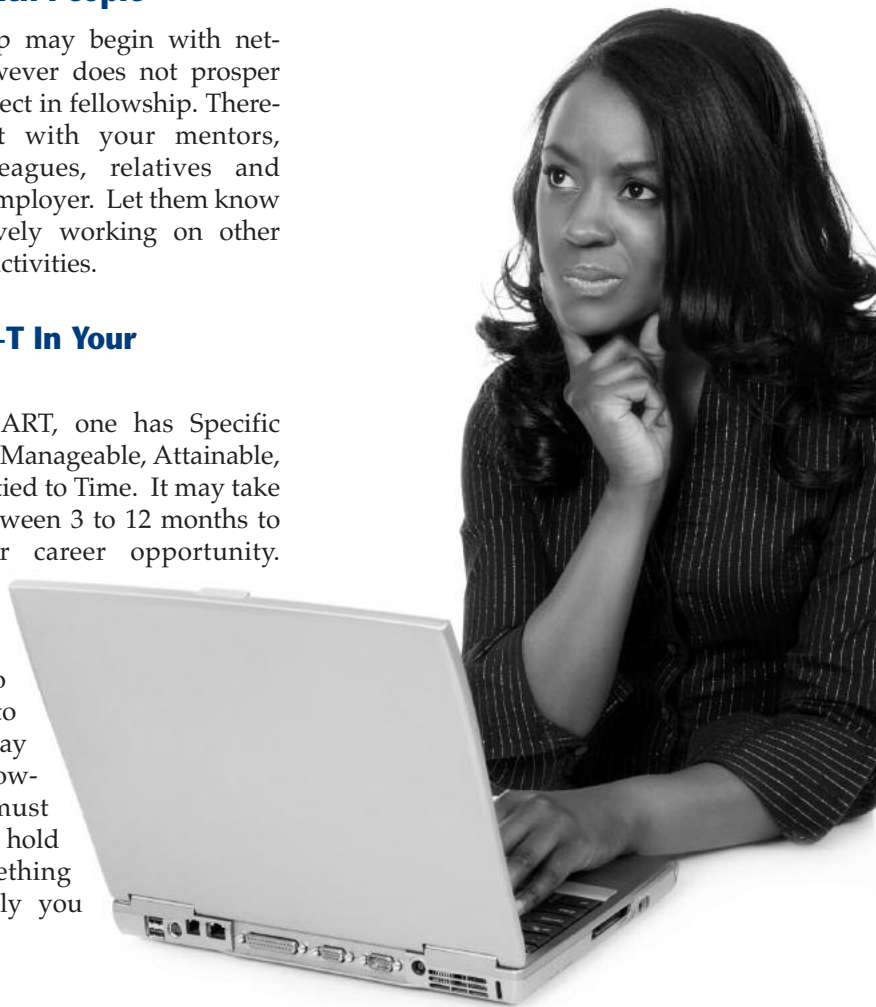 p may begin with net-
wever does not prosper
ect in fellowship. There-
t with your mentors,
eagues, relatives and
mployer. Let them know
vely working on other
ctivities.
-T In Your
ART, one has Specific
Manageable, Attainable,
tied to Time. It may take
ween 3 to 12 months to
r career opportunity.
o
to
ay
ow-
must
hold
ething
ly you